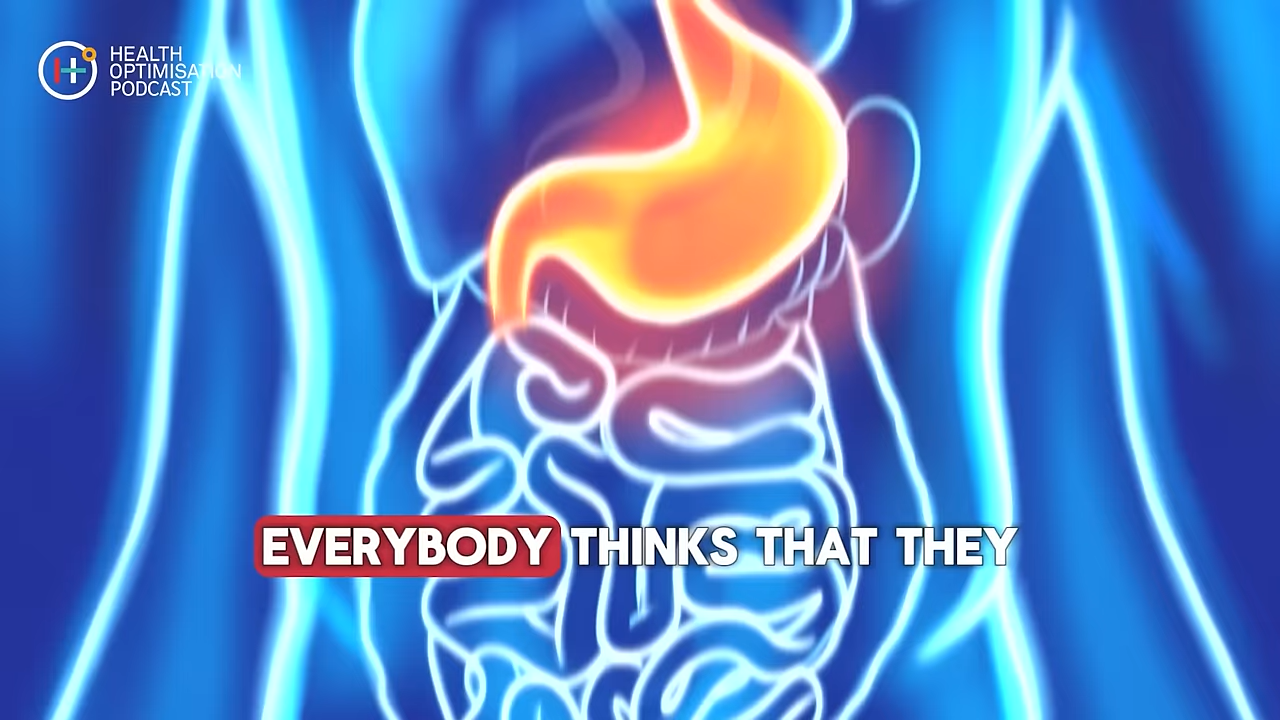 HEALTH
OPTIMISATION
PODCAST
EVERYBODY THINKS THAT THEY